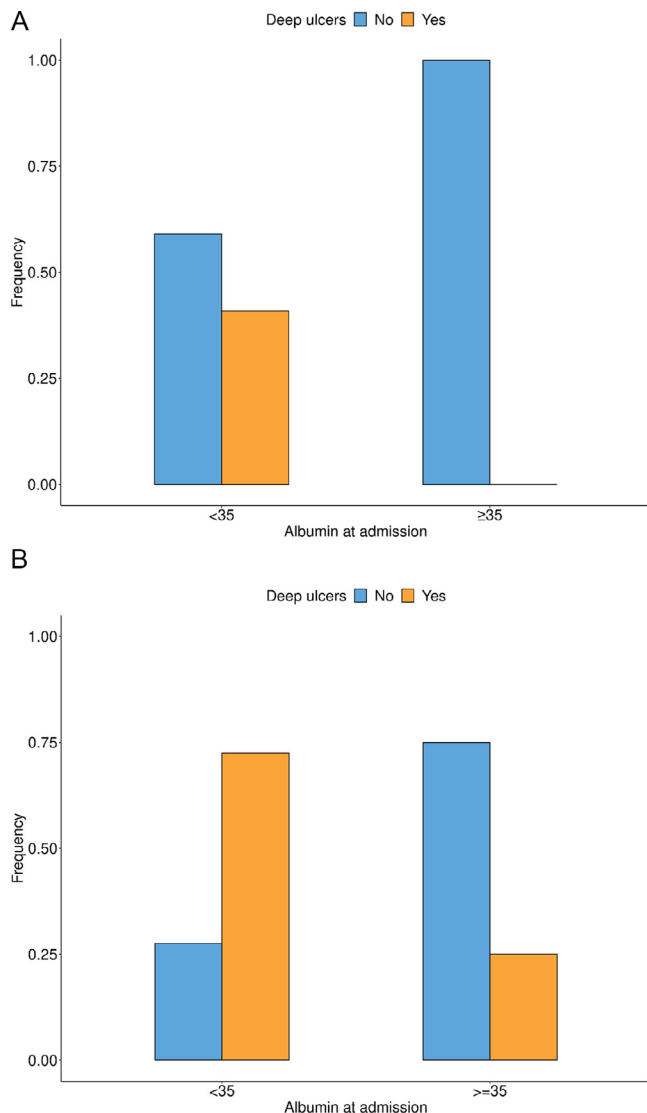 A
Deep ulcers No Yes
1.00
0.75
0.50
0.25
0.00
Frequency
<35 ≥35
Albumin at admission
B
Deep ulcers No Yes
1.00
0.75
0.50
0.25
0.00
Frequency
<35 >=35
Albumin at admission